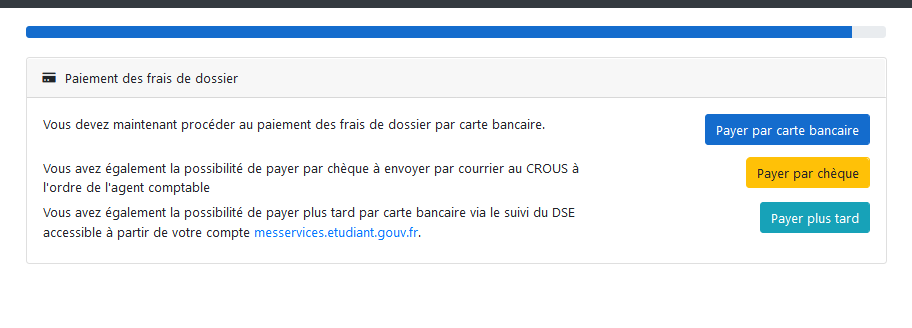 Paiement des frais de dossier
Vous devez maintenant procéder au paiement des frais de dossier par carte bancaire.
Payer par carte bancaire
Vous avez également la possibilité de payer par chèque à envoyer par courrier au CROUS à
l'ordre de l'agent comptable
Payer par chèque
Vous avez également la possibilité de payer plus tard par carte bancaire via le suivi du DSE
accessible à partir de votre compte messervices.etudiant.gouv.fr.
Payer plus tard